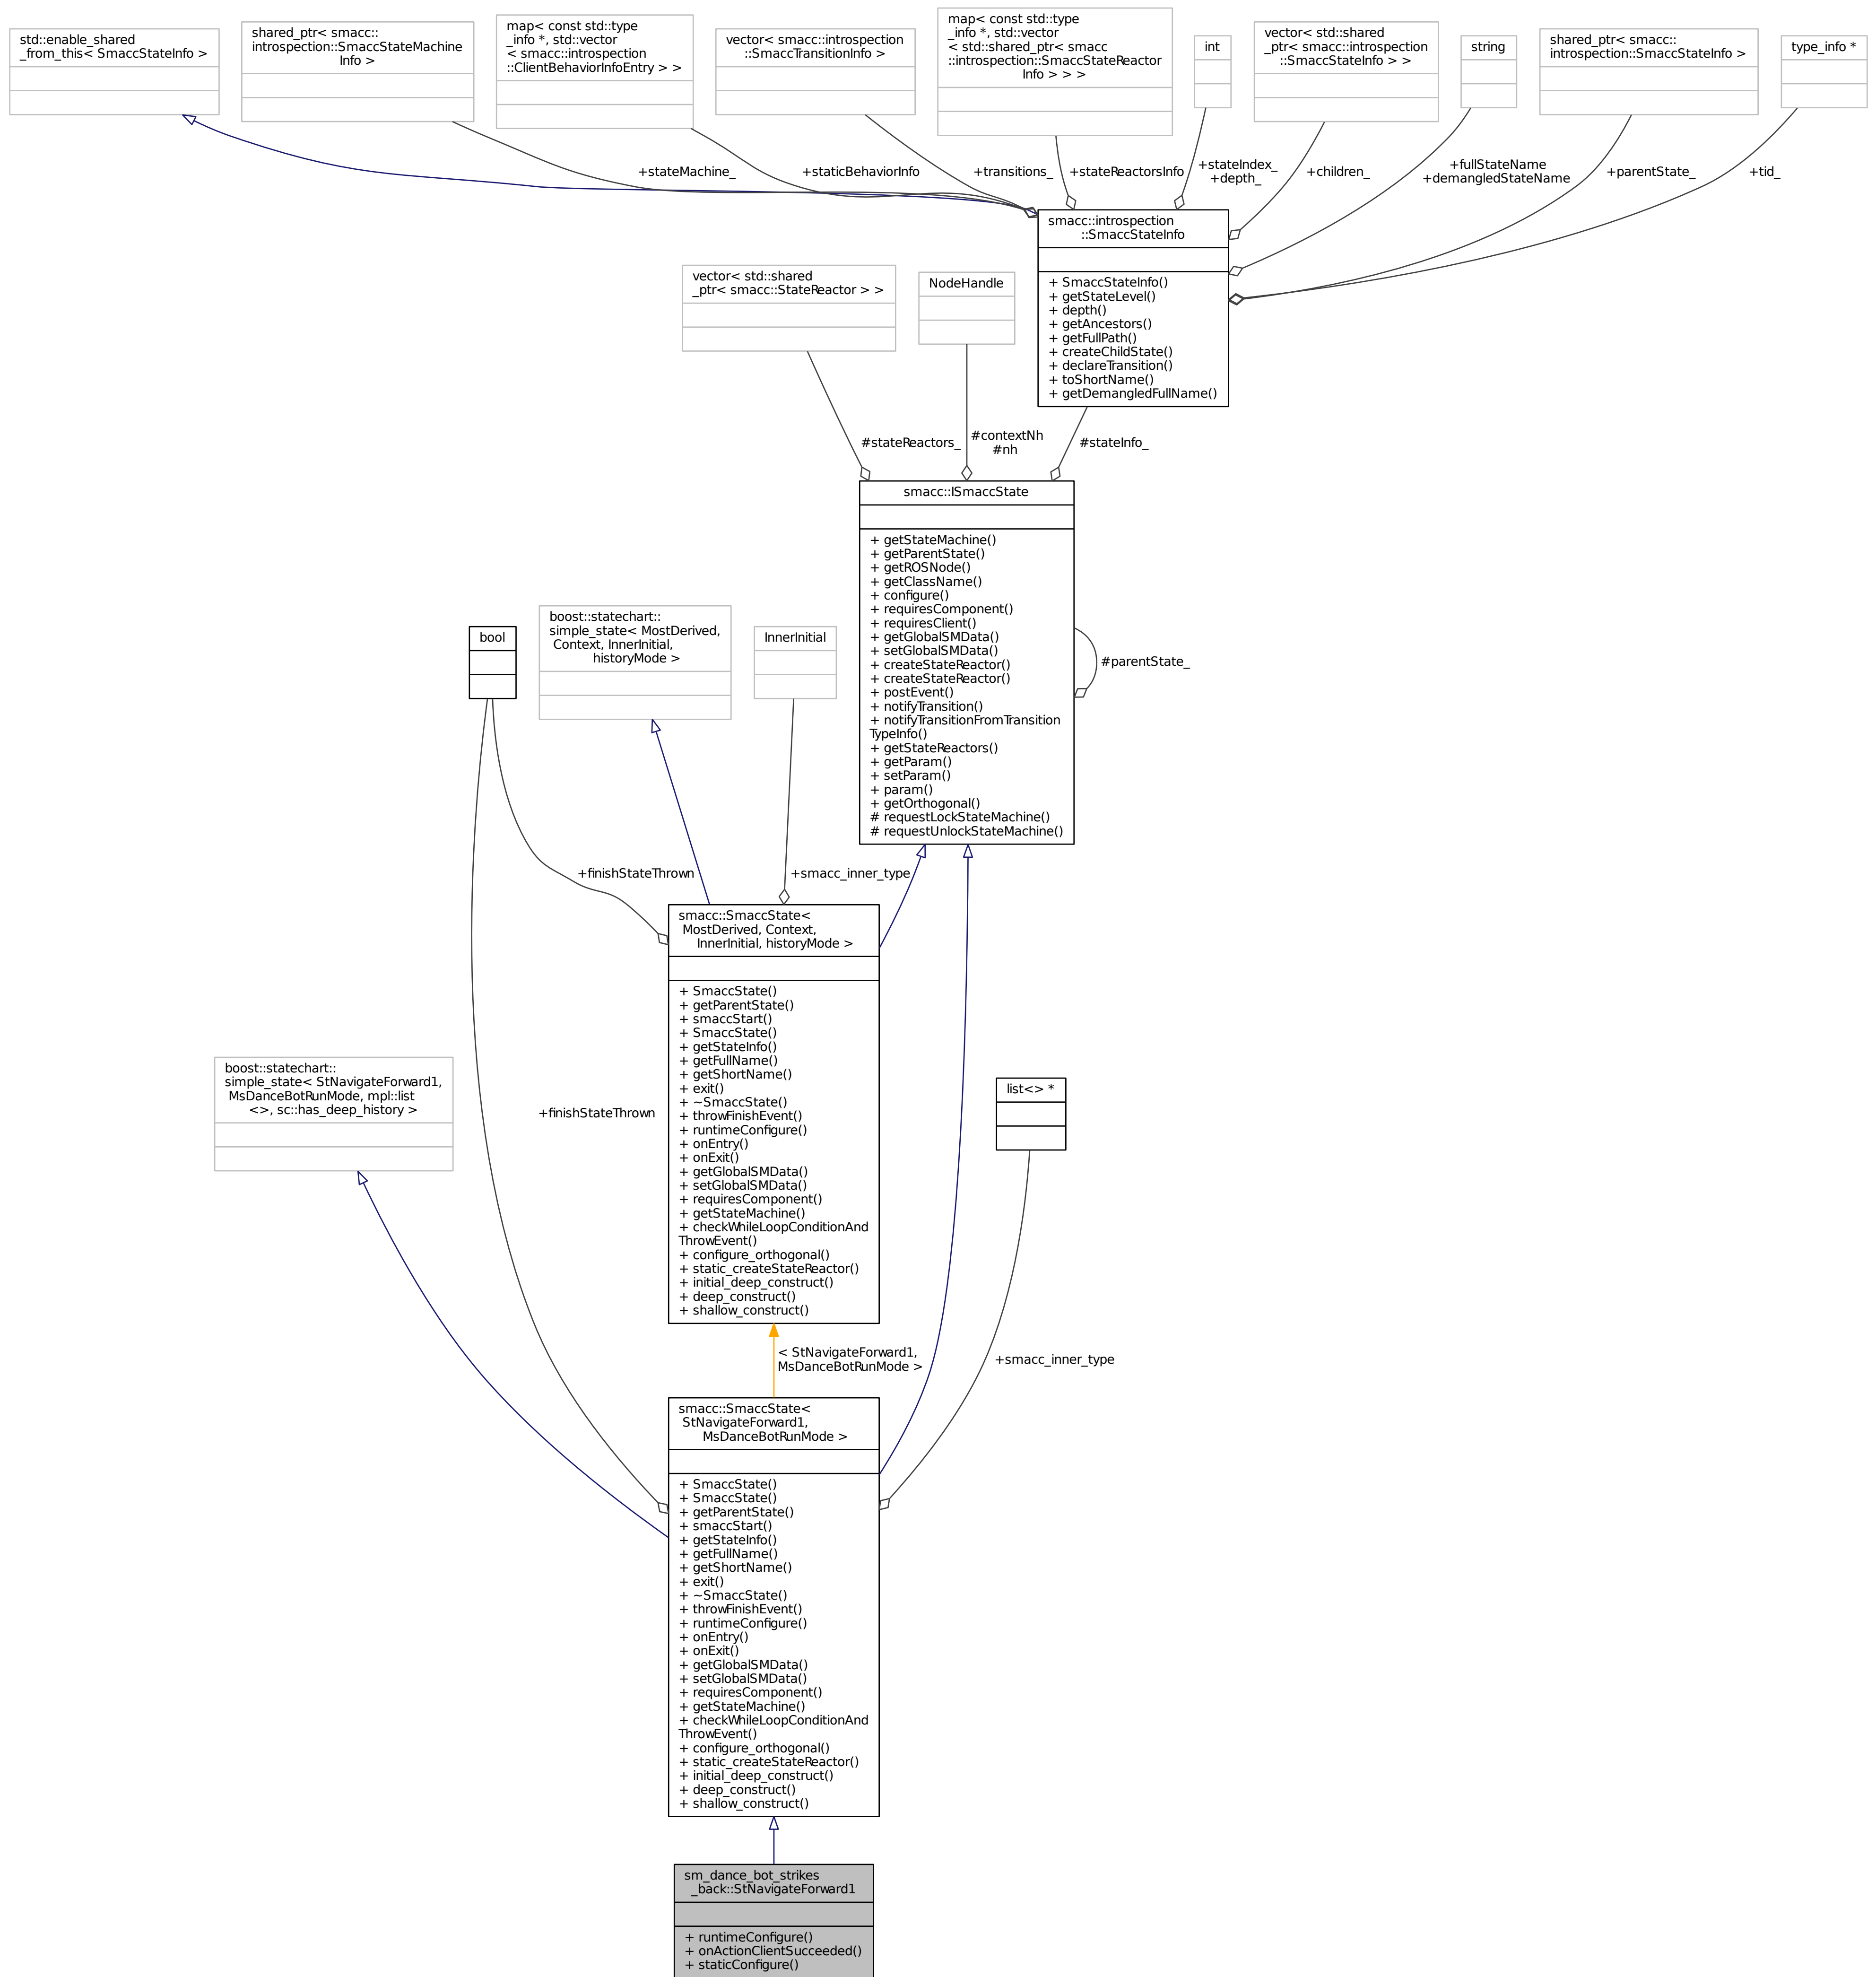 std::enable_shared
_from_this< SmaccStateInfo >
shared_ptr< smacc::
introspection::SmaccStateMachine
Info >
map< const std::type
_info *, std::vector
< smacc::introspection
::ClientBehaviorInfoEntry > >
vector< smacc::introspection
::SmaccTransitionInfo >
map< const std::type
_info *, std::vector
< std::shared_ptr< smacc
::introspection::SmaccStateReactor
Info > > >
int
vector< std::shared
_ptr< smacc::introspection
::SmaccStateInfo > >
string
shared_ptr< smacc::
introspection::SmaccStateInfo >
type_info *
+stateMachine_
+staticBehaviorInfo
+transitions_
+stateReactorsInfo
+stateIndex_
+depth_
+children_
+fullStateName
+demangledStateName
+parentState_
+tid_
smacc::introspection
::SmaccStateInfo
+ SmaccStateInfo()
+ getStateLevel()
+ depth()
+ getAncestors()
+ getFullPath()
+ createChildState()
+ declareTransition()
+ toShortName()
+ getDemangledFullName()
vector< std::shared
_ptr< smacc::StateReactor > >
NodeHandle
#stateReactors_
#contextNh
#nh
#stateInfo_
smacc::ISmaccState
+ getStateMachine()
+ getParentState()
+ getROSNode()
+ getClassName()
+ configure()
+ requiresComponent()
+ requiresClient()
+ getGlobalSMData()
+ setGlobalSMData()
+ createStateReactor()
+ createStateReactor()
+ postEvent()
+ notifyTransition()
+ notifyTransitionFromTransition
TypeInfo()
+ getStateReactors()
+ getParam()
+ setParam()
+ param()
+ getOrthogonal()
# requestLockStateMachine()
# requestUnlockStateMachine()
#parentState_
bool
boost::statechart::
simple_state< MostDerived,
Context, InnerInitial,
historyMode >
InnerInitial
+finishStateThrown
+smacc_inner_type
smacc::SmaccState<
MostDerived, Context,
InnerInitial, historyMode >
+ SmaccState()
+ getParentState()
+ smaccStart()
+ SmaccState()
+ getStateInfo()
+ getFullName()
+ getShortName()
+ exit()
+ ~SmaccState()
+ throwFinishEvent()
+ runtimeConfigure()
+ onEntry()
+ onExit()
+ getGlobalSMData()
+ setGlobalSMData()
+ requiresComponent()
+ getStateMachine()
+ checkWhileLoopConditionAnd
ThrowEvent()
+ configure_orthogonal()
+ static_createStateReactor()
+ initial_deep_construct()
+ deep_construct()
+ shallow_construct()
boost::statechart::
simple_state< StNavigateForward1,
MsDanceBotRunMode, mpl::list
<>, sc::has_deep_history >
+finishStateThrown
list<> *
< StNavigateForward1,
MsDanceBotRunMode >
+smacc_inner_type
smacc::SmaccState<
StNavigateForward1,
MsDanceBotRunMode >
+ SmaccState()
+ SmaccState()
+ getParentState()
+ smaccStart()
+ getStateInfo()
+ getFullName()
+ getShortName()
+ exit()
+ ~SmaccState()
+ throwFinishEvent()
+ runtimeConfigure()
+ onEntry()
+ onExit()
+ getGlobalSMData()
+ setGlobalSMData()
+ requiresComponent()
+ getStateMachine()
+ checkWhileLoopConditionAnd
ThrowEvent()
+ configure_orthogonal()
+ static_createStateReactor()
+ initial_deep_construct()
+ deep_construct()
+ shallow_construct()
sm_dance_bot_strikes
_back::StNavigateForward1
+ runtimeConfigure()
+ onActionClientSucceeded()
+ staticConfigure()